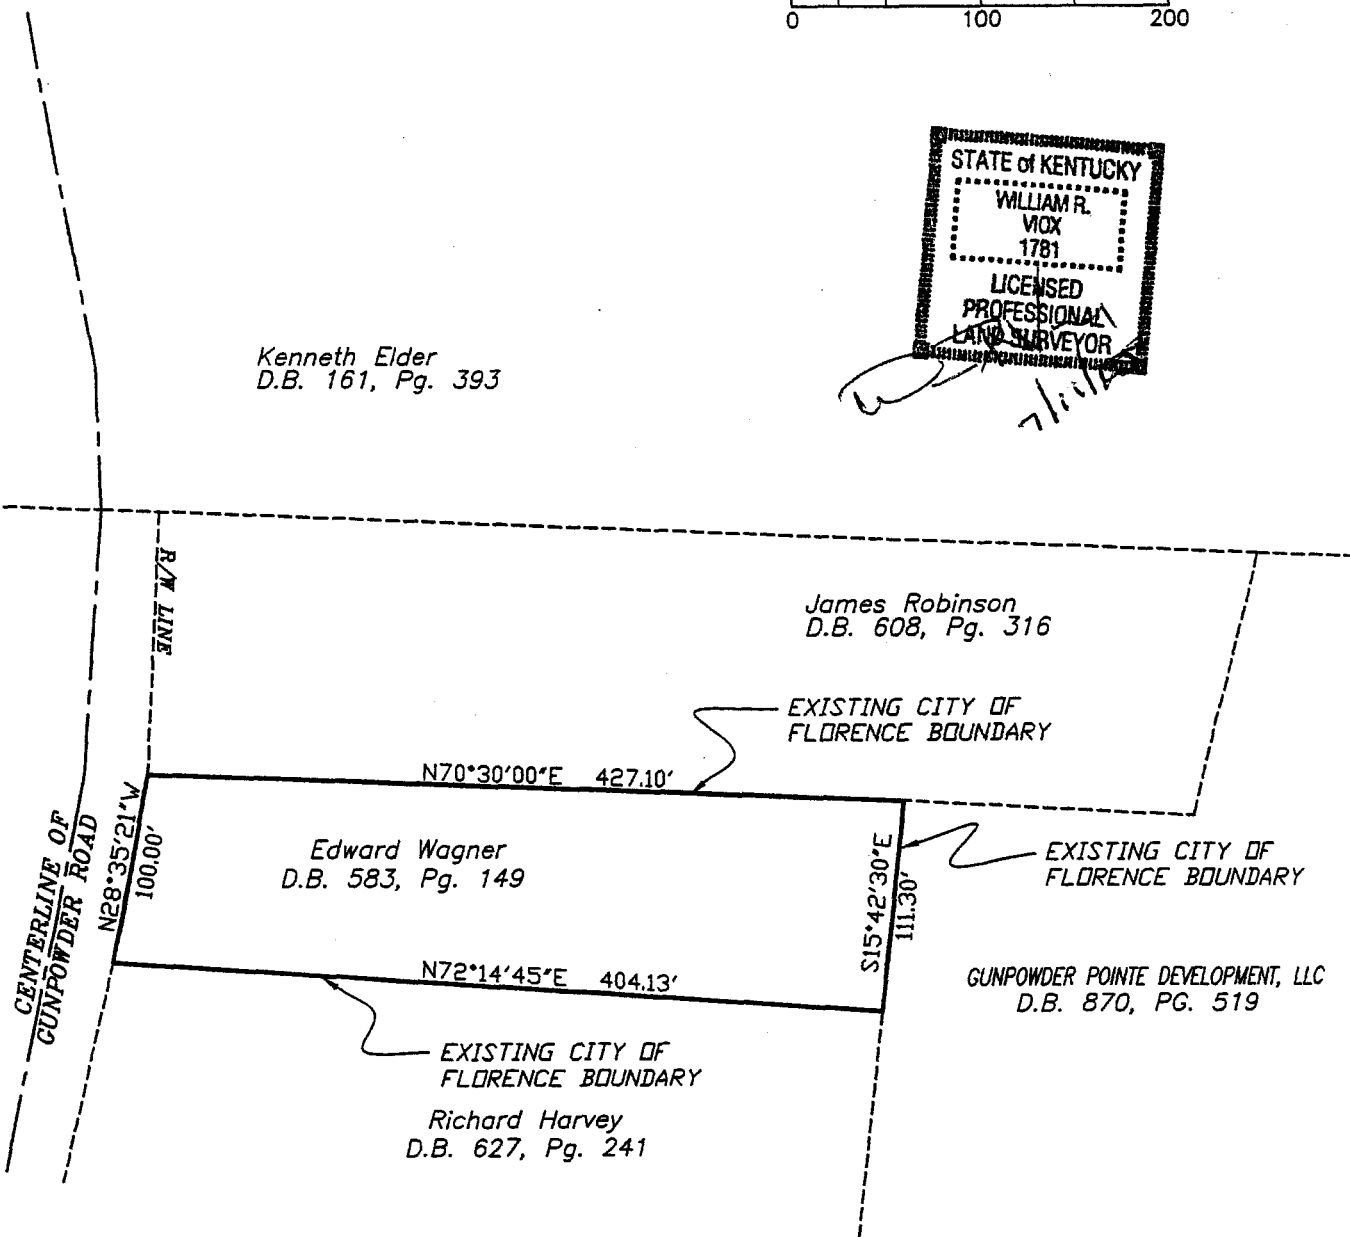 0 100 200
STATE of KENTUCKY
WILLIAM R.
VIOX
1781
LICENSED
PROFESSIONAL
LAND SURVEYOR
Kenneth Elder
D.B. 161, Pg. 393
R/W LINE
James Robinson
D.B. 608, Pg. 316
EXISTING CITY OF
FLORENCE BOUNDARY
N70°30'00"E 427.10'
N28°35'21"W
100.00'
CENTERLINE OF
GUNPOWDER ROAD
Edward Wagner
D.B. 583, Pg. 149
S15°42'30"E
111.30'
EXISTING CITY OF
FLORENCE BOUNDARY
N72°14'45"E 404.13'
GUNPOWDER POINTE DEVELOPMENT, LLC
D.B. 870, PG. 519
EXISTING CITY OF
FLORENCE BOUNDARY
Richard Harvey
D.B. 627, Pg. 241